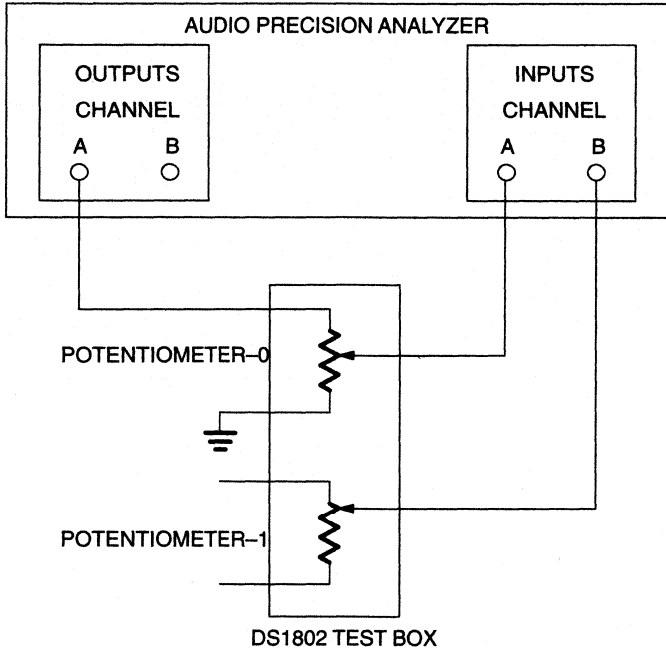 AUDIO PRECISION ANALYZER
OUTPUTS
CHANNEL
A B
INPUTS
CHANNEL
A B
POTENTIOMETER–0
POTENTIOMETER–1
DS1802 TEST BOX